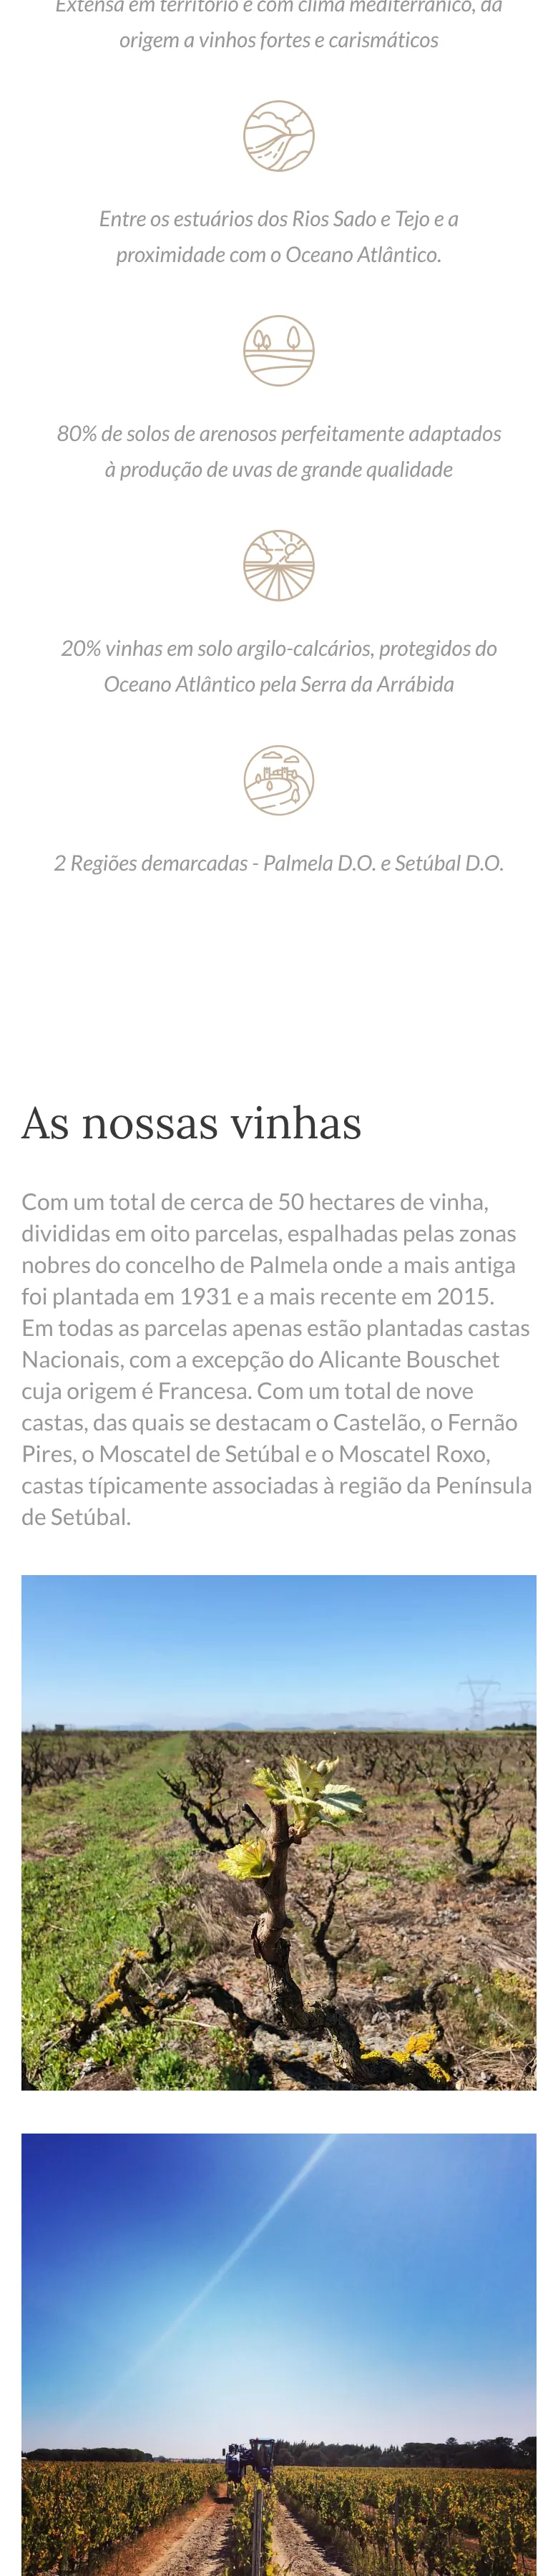 Extensa em território e com clima mediterrânico, dá
origem a vinhos fortes e carismáticos
Entre os estuários dos Rios Sado e Tejo e a
proximidade com o Oceano Atlântico.
80% de solos de arenosos perfeitamente adaptados
à produção de uvas de grande qualidade
20% vinhas em solo argilo-calcários, protegidos do
Oceano Atlântico pela Serra da Arrábida
2 Regiões demarcadas - Palmela D.O. e Setúbal D.O.
As nossas vinhas
Com um total de cerca de 50 hectares de vinha,
divididas em oito parcelas, espalhadas pelas zonas
nobres do concelho de Palmela onde a mais antiga
foi plantada em 1931 e a mais recente em 2015.
Em todas as parcelas apenas estão plantadas castas
Nacionais, com a excepção do Alicante Bouschet
cuja origem é Francesa. Com um total de nove
castas, das quais se destacam o Castelão, o Fernão
Pires, o Moscatel de Setúbal e o Moscatel Roxo,
castas típicamente associadas à região da Península
de Setúbal.